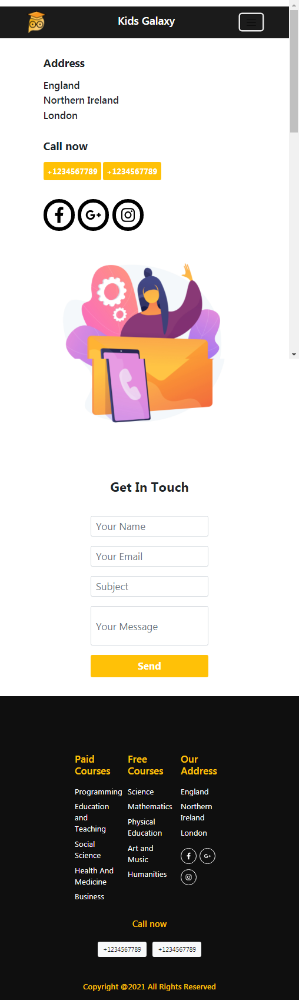 Kids Galaxy
Address
England
Northern Ireland
London
Call now
+1234567789 +1234567789
G+
Get In Touch
Your Name
Your Email
Subject
Your Message
Send
Paid
Courses
Programming
Education
and
Teaching
Social
Science
Health And
Medicine
Business
Free
Courses
Science
Mathematics
Physical
Education
Art and
Music
Humanities
Our
Address
England
Northern
Ireland
London
G+
Call now
+1234567789 +1234567789
Copyright @2021 All Rights Reserved